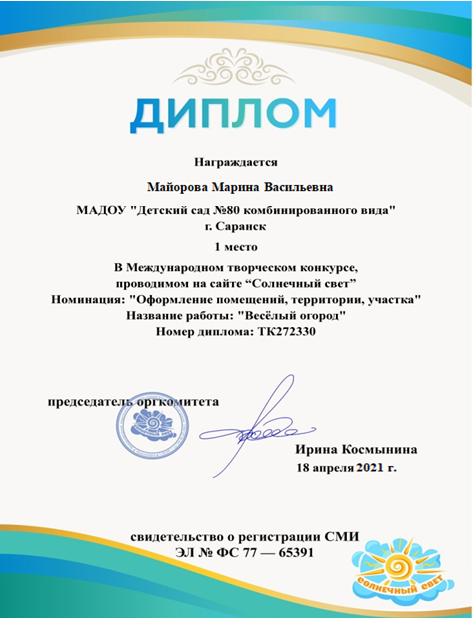 ДИПЛОМ
Награждается
Майорова Марина Васильевна
МАДОУ "Детский сад №80 комбинированного вида"
г. Саранск
1 место
В Международном творческом конкурсе,
проводимом на сайте “Солнечный свет”
Номинация: "Оформление помещений, территории, участка"
Название работы: "Весёлый огород"
Номер диплома: ТК272330
председатель оргкомитета
Ирина Космынина
18 апреля 2021 г.
свидетельство о регистрации СМИ
ЭЛ № ФС 77 — 65391
СОЛНЕЧНЫЙ СВЕТ